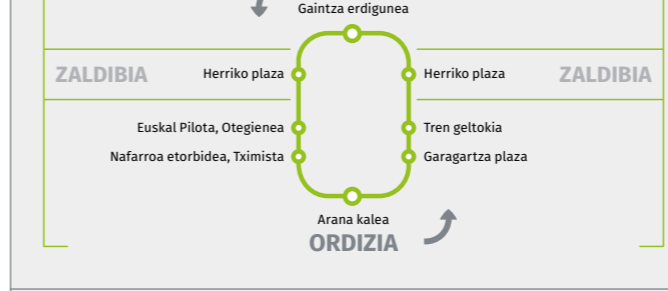 Gaintza erdigunea
ZALDIBIA Herriko plaza Herriko plaza ZALDIBIA
Euskal Pilota, Otegienea Tren geltokia
Nafarroa etorbidea, Tximista Garagartza plaza
Arana kalea
ORDIZIA